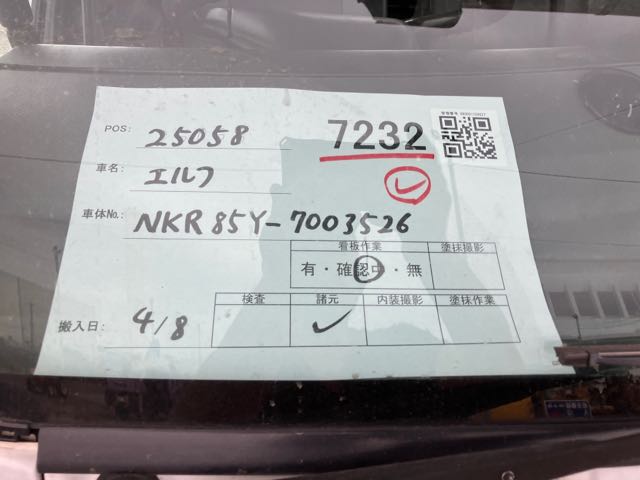 POS: 25058
7232
車名: エルフ
車体No.: NKR85Y-7003526
看板作業 塗抹撮影
有・確認中・無
検査 諸元 内装撮影 塗抹作業
搬入日: 4/8 ✓